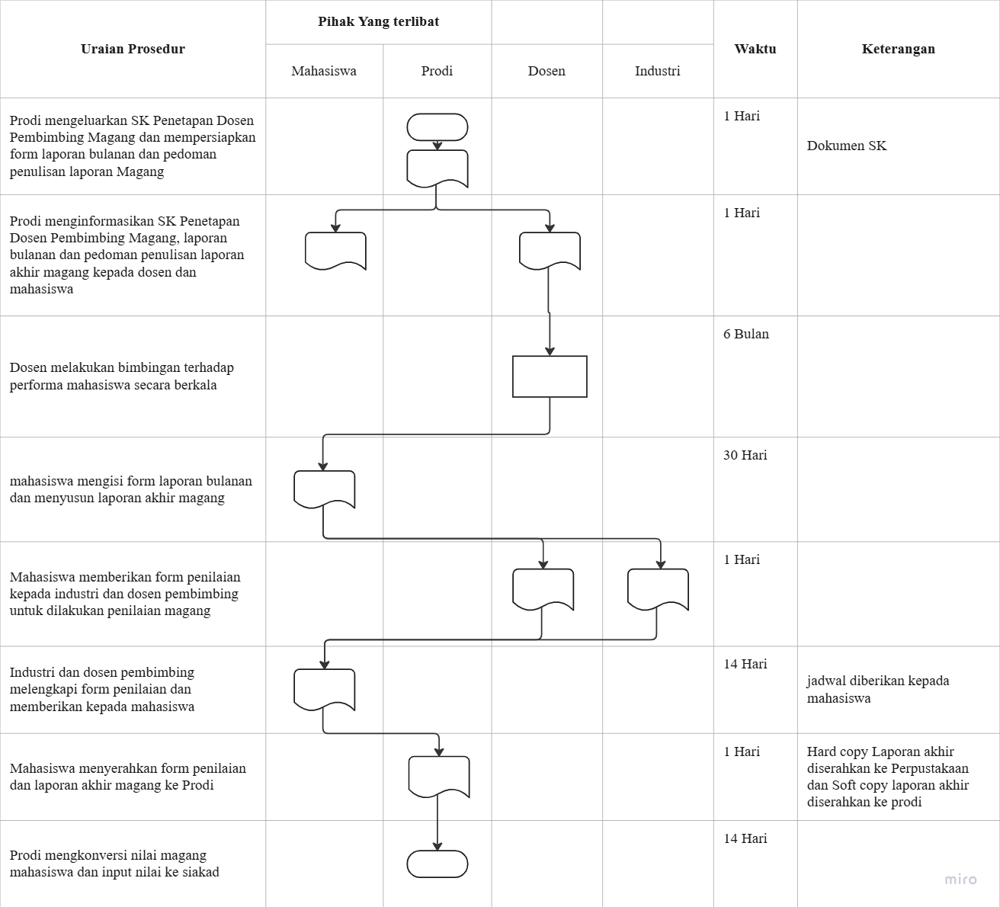 Uraian Prosedur
Pihak Yang terlibat
Waktu
Keterangan
Mahasiswa
Prodi
Dosen
Industri
Prodi mengeluarkan SK Penetapan Dosen
Pembimbing Magang dan mempersiapkan
form laporan bulanan dan pedoman
penulisan laporan Magang
1 Hari
Dokumen SK
Prodi menginformasikan SK Penetapan
Dosen Pembimbing Magang, laporan
bulanan dan pedoman penulisan laporan
akhir magang kepada dosen dan
mahasiswa
1 Hari
Dosen melakukan bimbingan terhadap
performa mahasiswa secara berkala
6 Bulan
mahasiswa mengisi form laporan bulanan
dan menyusun laporan akhir magang
30 Hari
Mahasiswa memberikan form penilaian
kepada industri dan dosen pembimbing
untuk dilakukan penilaian magang
1 Hari
Industri dan dosen pembimbing
melengkapi form penilaian dan
memberikan kepada mahasiswa
14 Hari
jadwal diberikan kepada
mahasiswa
Mahasiswa menyerahkan form penilaian
dan laporan akhir magang ke Prodi
1 Hari
Hard copy Laporan akhir
diserahkan ke Perpustakaan
dan Soft copy laporan akhir
diserahkan ke prodi
Prodi mengkonversi nilai magang
mahasiswa dan input nilai ke siakad
14 Hari
miro